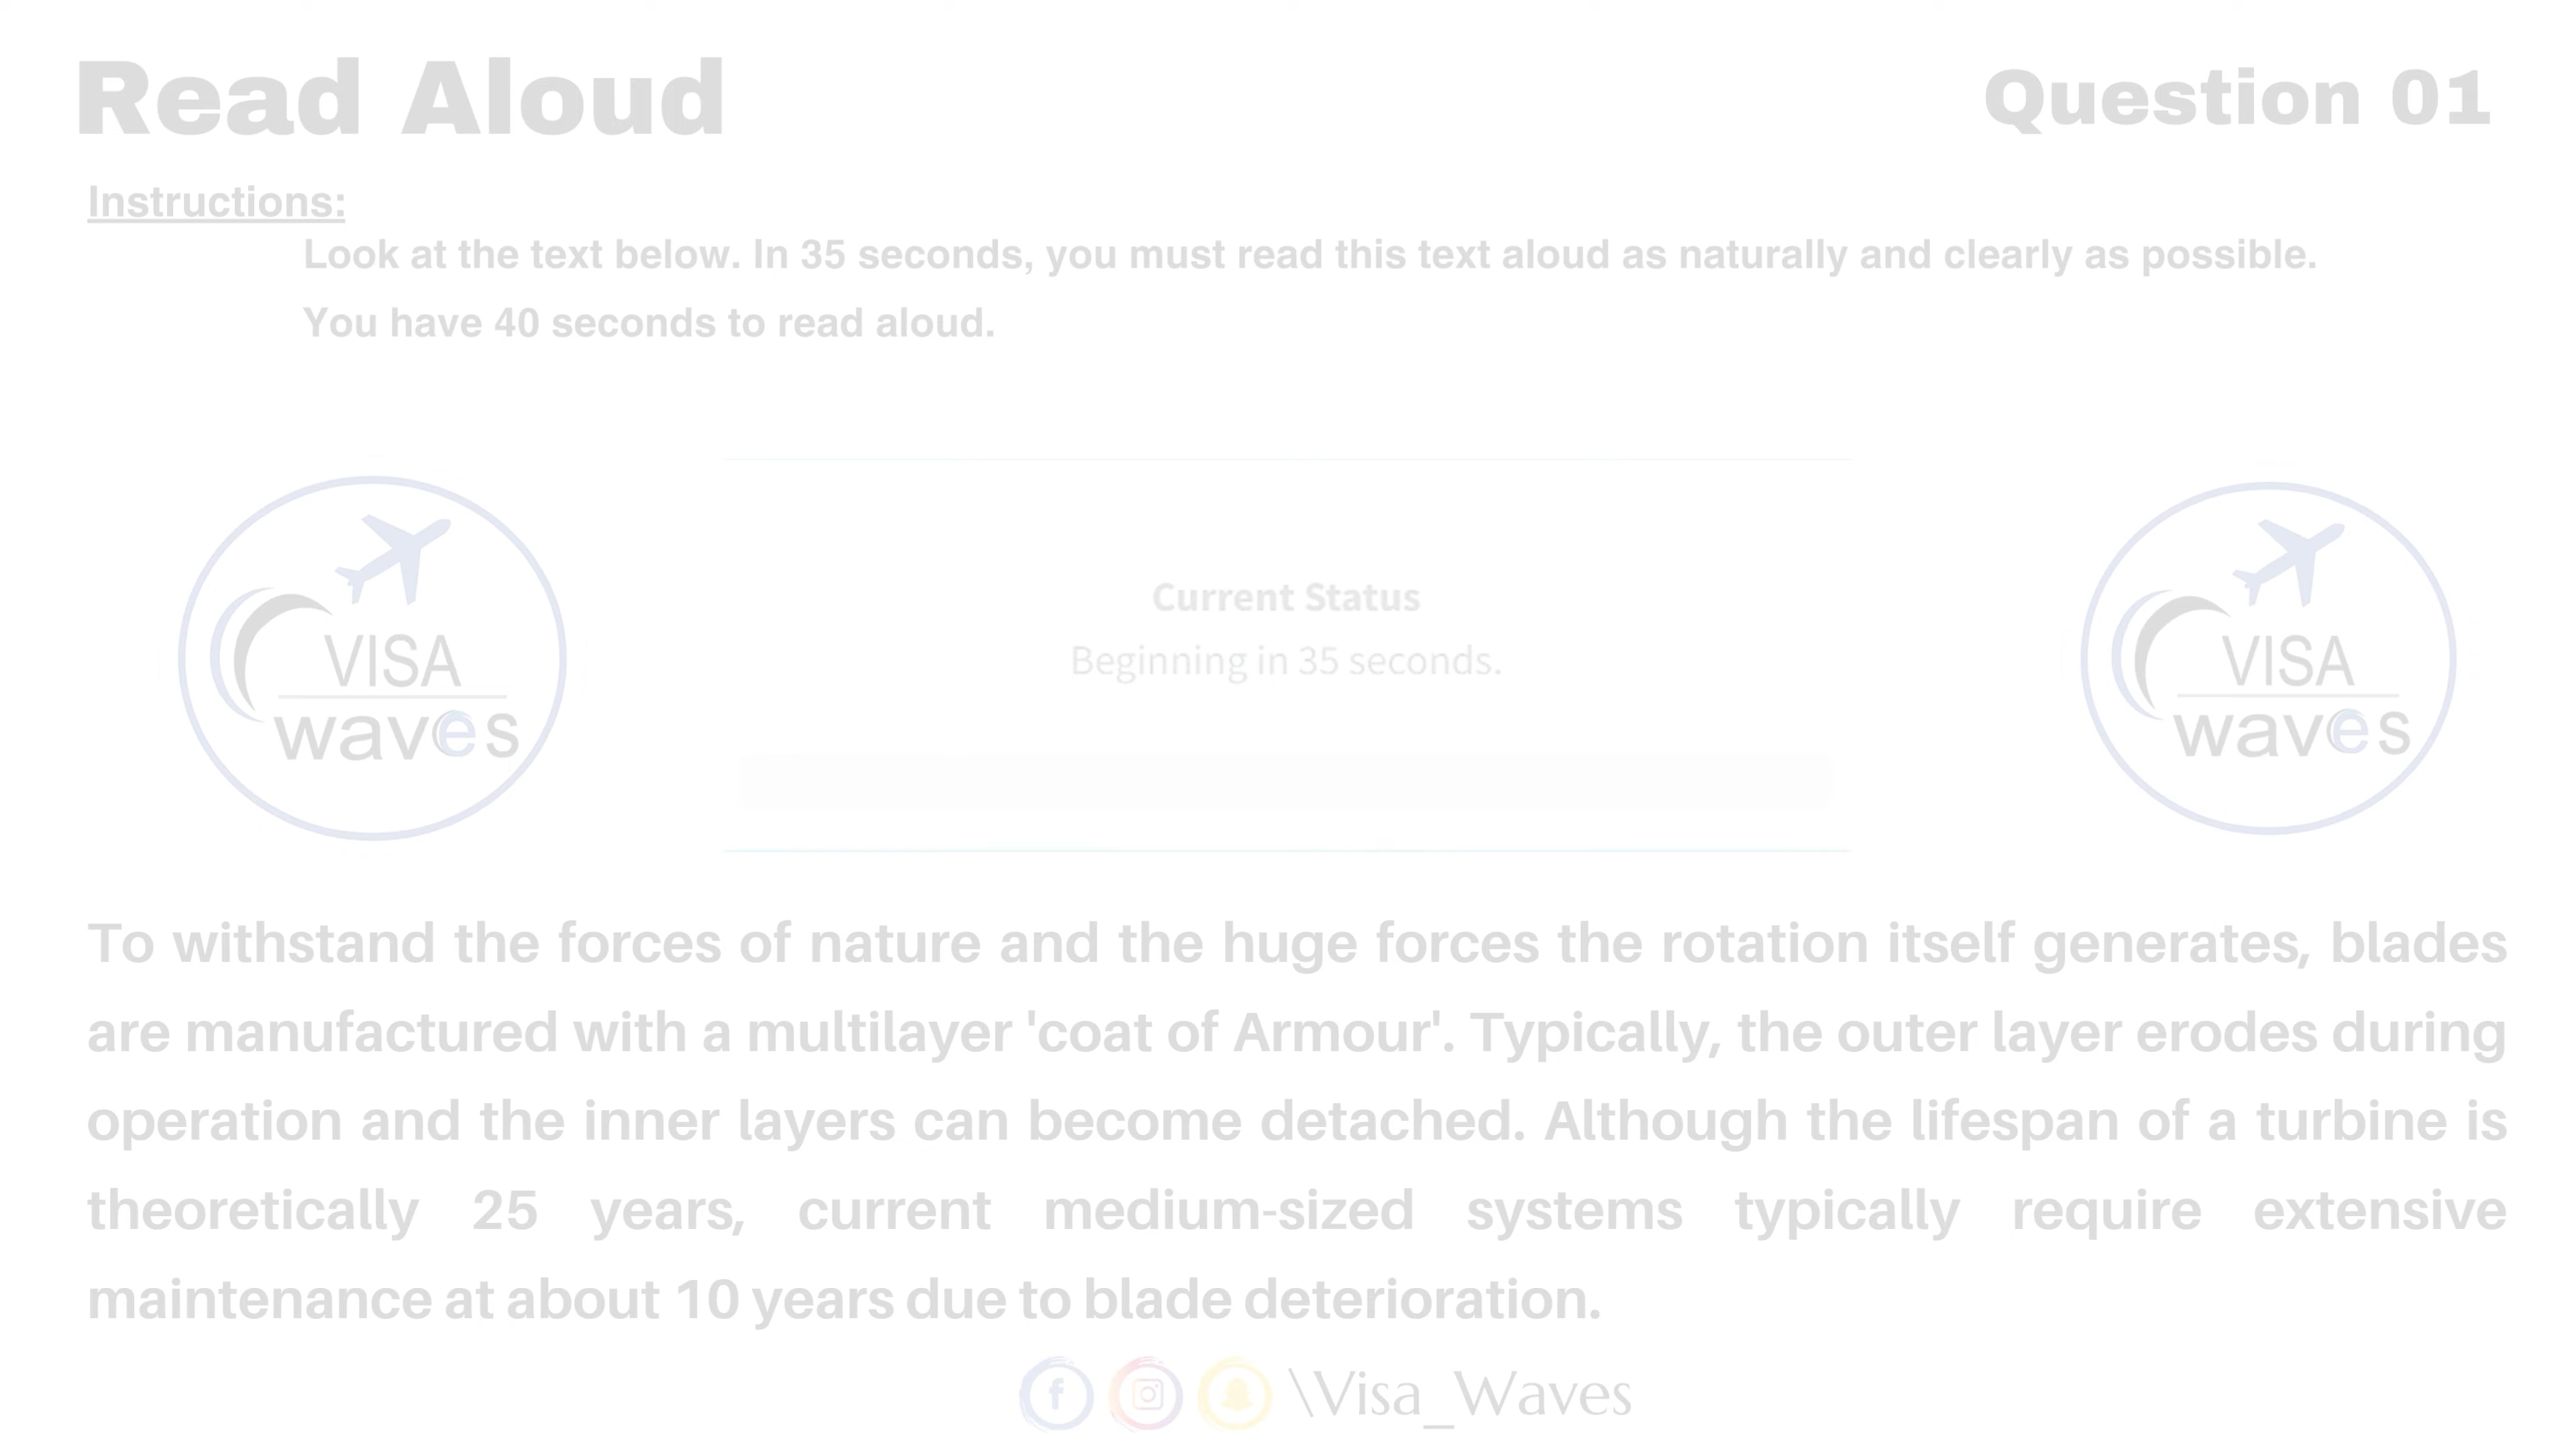 Read Aloud
Question 01
Instructions:
Look at the text below. In 35 seconds, you must read this text aloud as naturally and clearly as possible.
You have 40 seconds to read aloud.
VISA
waves
Current Status
Beginning in 35 seconds.
VISA
waves
To withstand the forces of nature and the huge forces the rotation itself generates, blades
are manufactured with a multilayer 'coat of Armour'. Typically, the outer layer erodes during
operation and the inner layers can become detached. Although the lifespan of a turbine is
theoretically 25 years, current medium-sized systems typically require extensive
maintenance at about 10 years due to blade deterioration.
\Visa_Waves